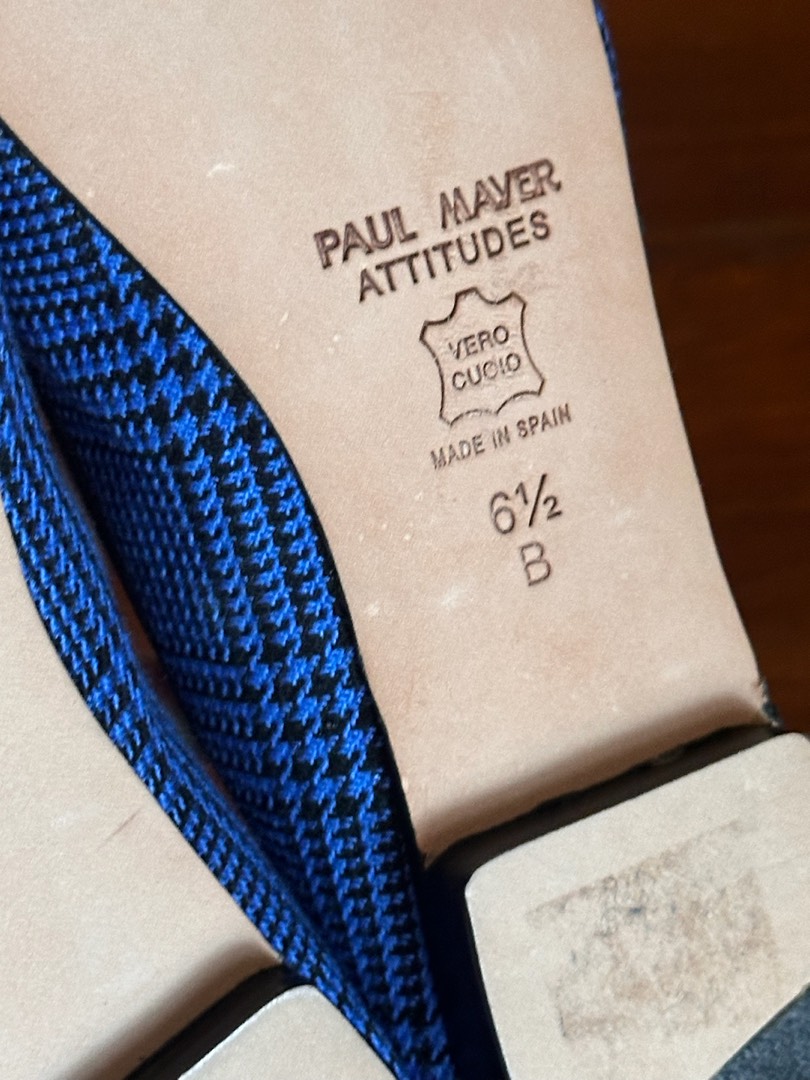 PAUL MAYER
ATTITUDES
VERO
CUOIO
MADE IN SPAIN
6½
B